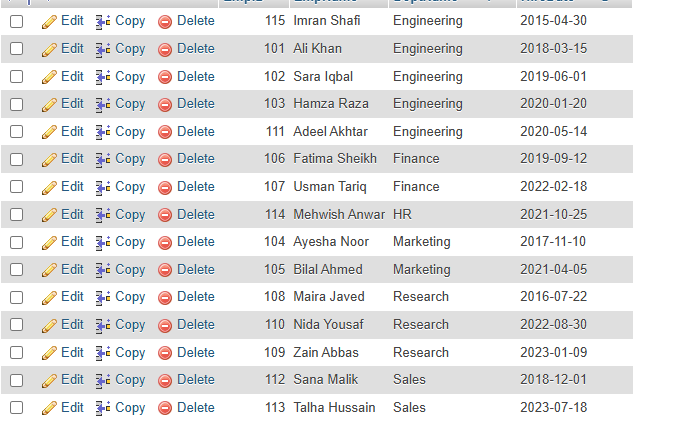 Edit Copy Delete 115 Imran Shafi Engineering 2015-04-30
Edit Copy Delete 101 Ali Khan Engineering 2018-03-15
Edit Copy Delete 102 Sara Iqbal Engineering 2019-06-01
Edit Copy Delete 103 Hamza Raza Engineering 2020-01-20
Edit Copy Delete 111 Adeel Akhtar Engineering 2020-05-14
Edit Copy Delete 106 Fatima Sheikh Finance 2019-09-12
Edit Copy Delete 107 Usman Tariq Finance 2022-02-18
Edit Copy Delete 114 Mehwish Anwar HR 2021-10-25
Edit Copy Delete 104 Ayesha Noor Marketing 2017-11-10
Edit Copy Delete 105 Bilal Ahmed Marketing 2021-04-05
Edit Copy Delete 108 Maira Javed Research 2016-07-22
Edit Copy Delete 110 Nida Yousaf Research 2022-08-30
Edit Copy Delete 109 Zain Abbas Research 2023-01-09
Edit Copy Delete 112 Sana Malik Sales 2018-12-01
Edit Copy Delete 113 Talha Hussain Sales 2023-07-18